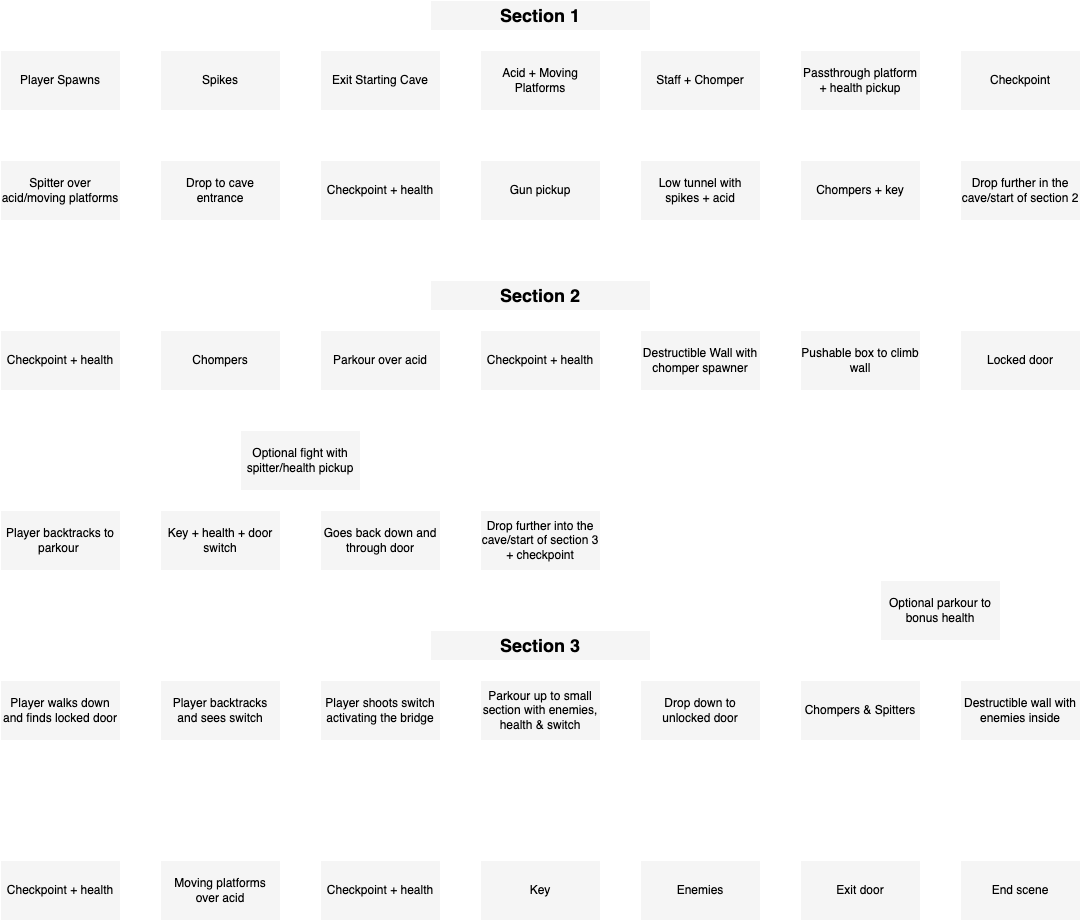 Section 1
Player Spawns
Spikes
Exit Starting Cave
Acid + Moving
Platforms
Staff + Chomper
Passthrough platform
+ health pickup
Checkpoint
Spitter over
acid/moving platforms
Drop to cave
entrance
Checkpoint + health
Gun pickup
Low tunnel with
spikes + acid
Chompers + key
Drop further in the
cave/start of section 2
Section 2
Checkpoint + health
Chompers
Parkour over acid
Checkpoint + health
Destructible Wall with
chomper spawner
Pushable box to climb
wall
Locked door
Optional fight with
spitter/health pickup
Player backtracks to
parkour
Key + health + door
switch
Goes back down and
through door
Drop further into the
cave/start of section 3
+ checkpoint
Optional parkour to
bonus health
Section 3
Player walks down
and finds locked door
Player backtracks
and sees switch
Player shoots switch
activating the bridge
Parkour up to small
section with enemies,
health & switch
Drop down to
unlocked door
Chompers & Spitters
Destructible wall with
enemies inside
Checkpoint + health
Moving platforms
over acid
Checkpoint + health
Key
Enemies
Exit door
End scene